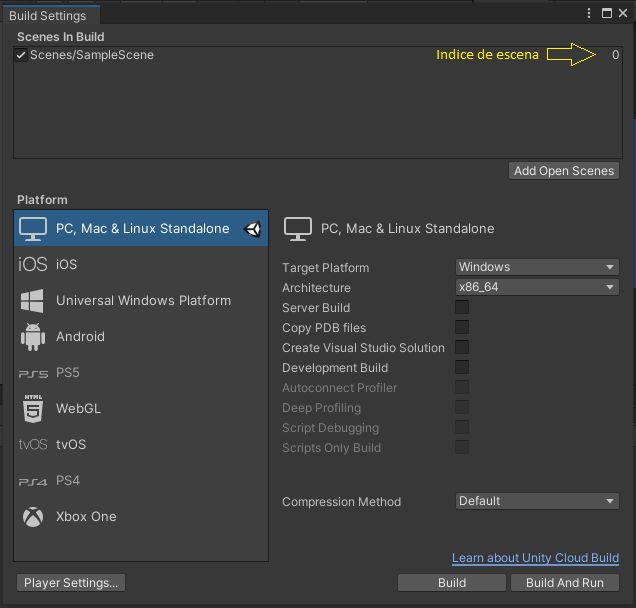 Build Settings
Scenes In Build
Scenes/SampleScene
Indice de escena
0
Add Open Scenes
Platform
PC, Mac & Linux Standalone
iOS iOS
Universal Windows Platform
Android
PS5 PS5
HTML 5 WebGL
tvOS tvOS
PS4 PS4
Xbox One
PC, Mac & Linux Standalone
Target Platform Windows
Architecture x86_64
Server Build
Copy PDB files
Create Visual Studio Solution
Development Build
Autoconnect Profiler
Deep Profiling
Script Debugging
Scripts Only Build
Compression Method Default
Learn about Unity Cloud Build
Player Settings...
Build
Build And Run